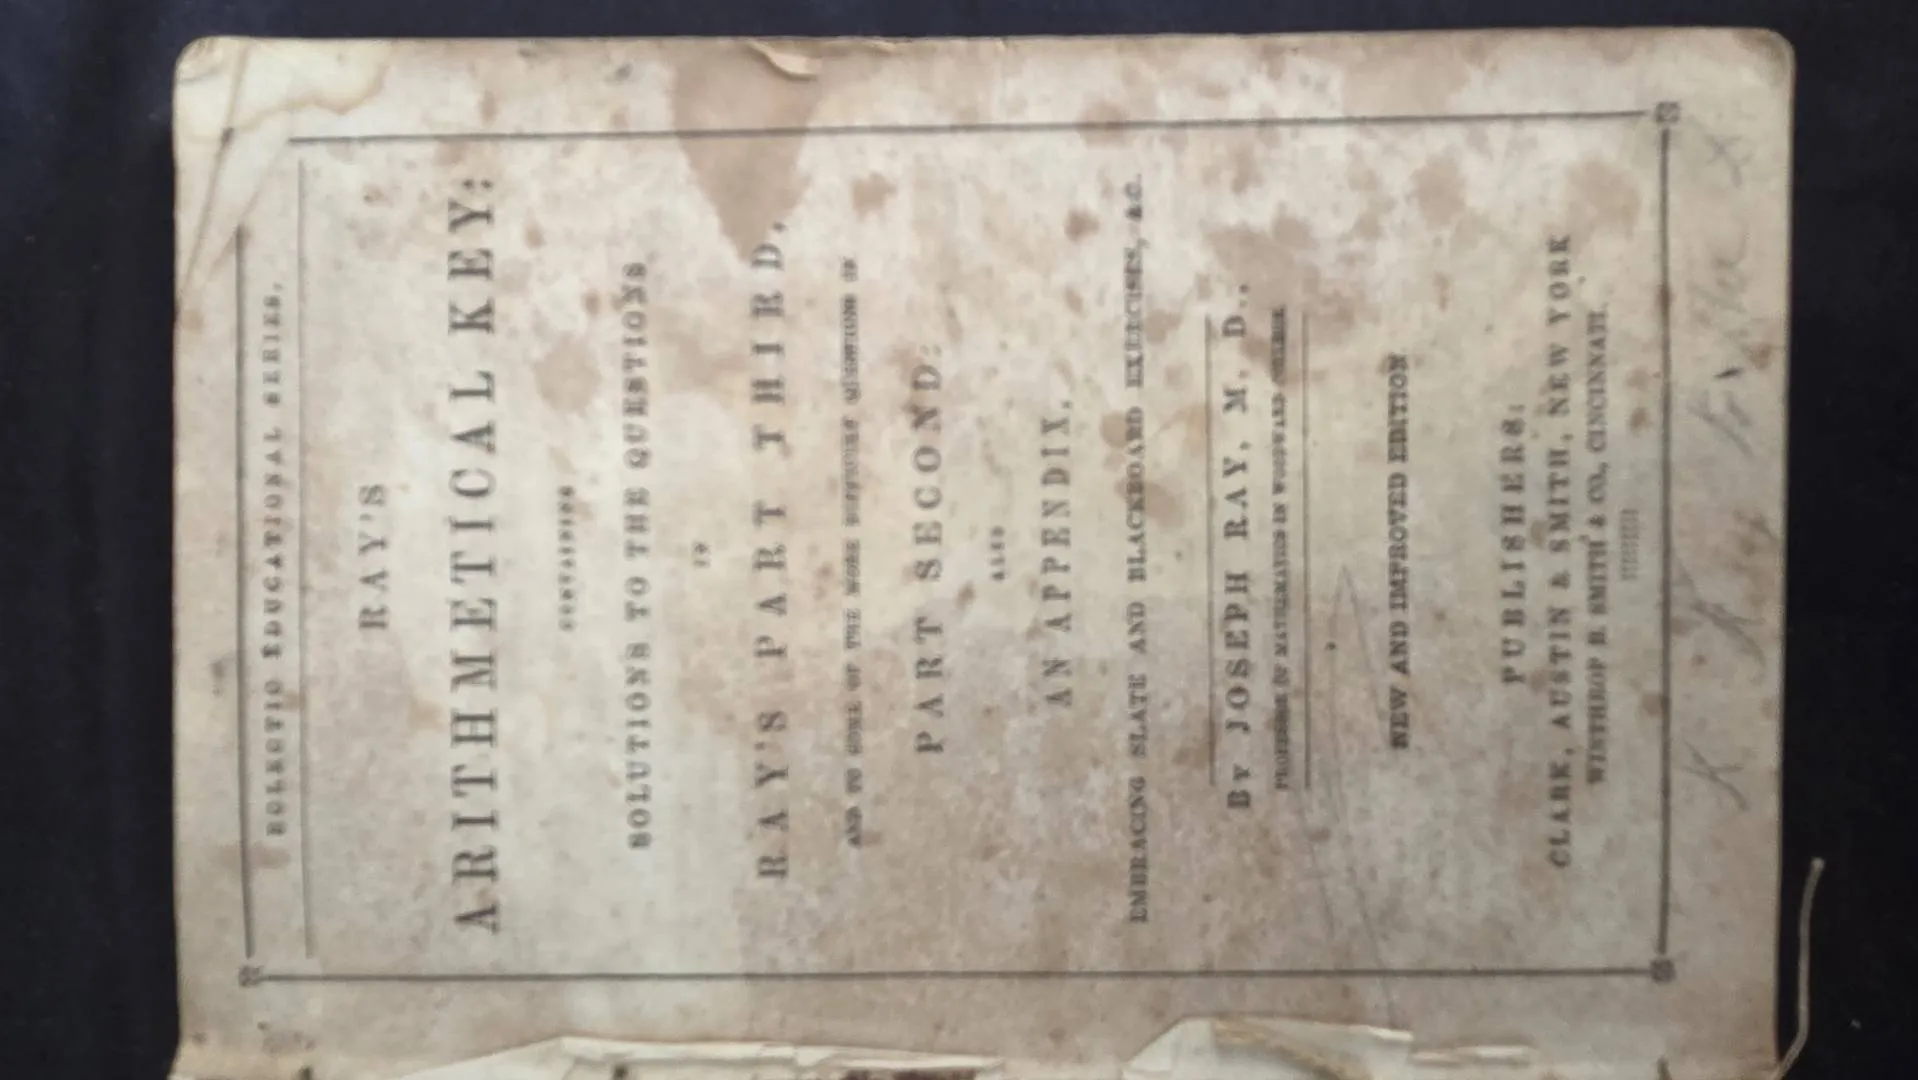 ECLECTIC EDUCATIONAL SERIES.
RAY'S
ARITHMETICAL KEY:
CONTAINING
SOLUTIONS TO THE QUESTIONS
IN
RAY'S PART THIRD,
AND TO SOME OF THE MORE DIFFICULT QUESTIONS OF
PART SECOND:
ALSO
AN APPENDIX,
EMBRACING SLATE AND BLACKBOARD EXERCISES, &C.
BY JOSEPH RAY, M. D.,
PROFESSOR OF MATHEMATICS IN WOODWARD COLLEGE
NEW AND IMPROVED EDITION
PUBLISHERS:
CLARK, AUSTIN & SMITH, NEW YORK
WINTHROP B. SMITH & CO., CINCINNATI.